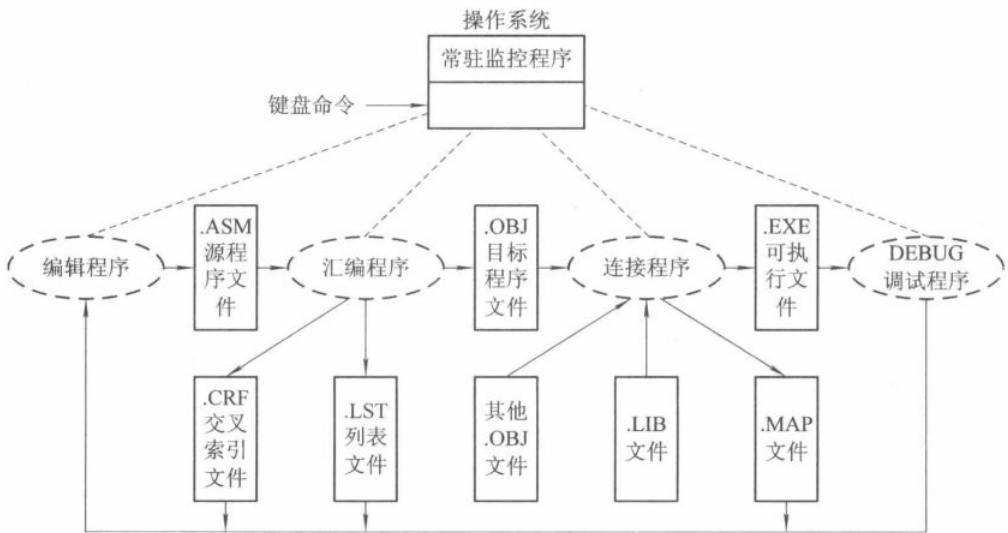 操作系统
常驻监控程序
键盘命令
编辑程序
.ASM
源程
序文
件
汇编程序
.OBJ
目标
程序
文件
连接程序
.EXE
可执
行文
件
DEBUG
调试程序
.CRF
交叉
索引
文件
.LST
列表
文件
其他
.OBJ
文件
.LIB
文件
.MAP
文件